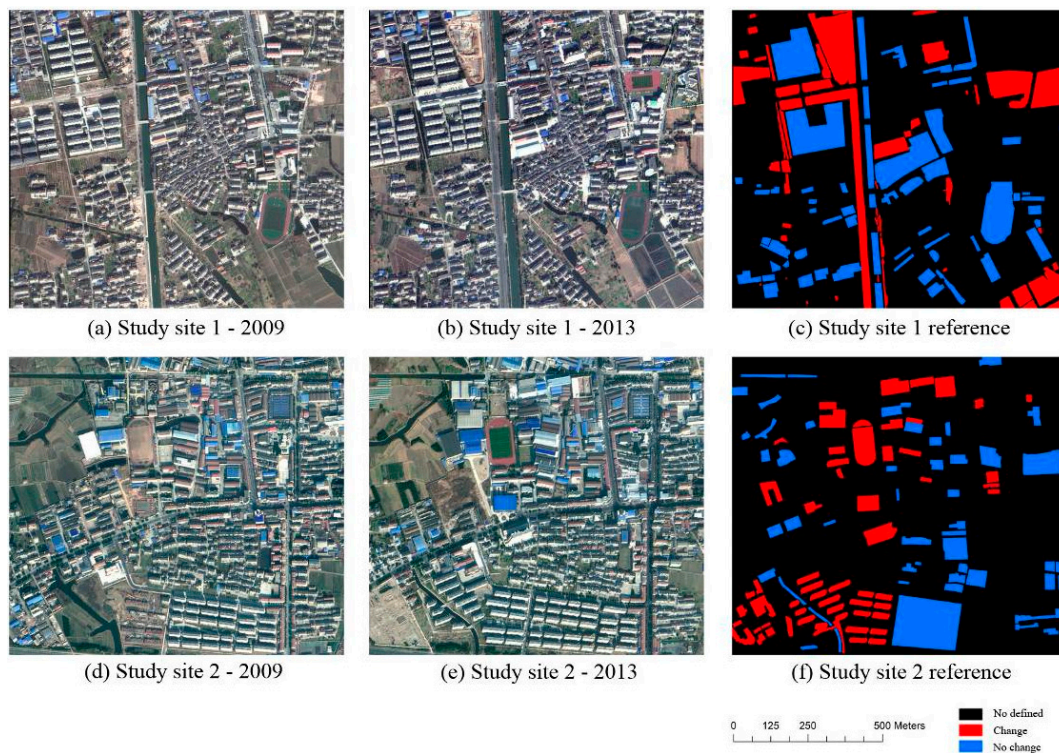 (a) Study site 1 - 2009
(b) Study site 1 - 2013
(c) Study site 1 reference
(d) Study site 2 - 2009
(e) Study site 2 - 2013
(f) Study site 2 reference
0 125 250 500 Meters
No defined
Change
No change